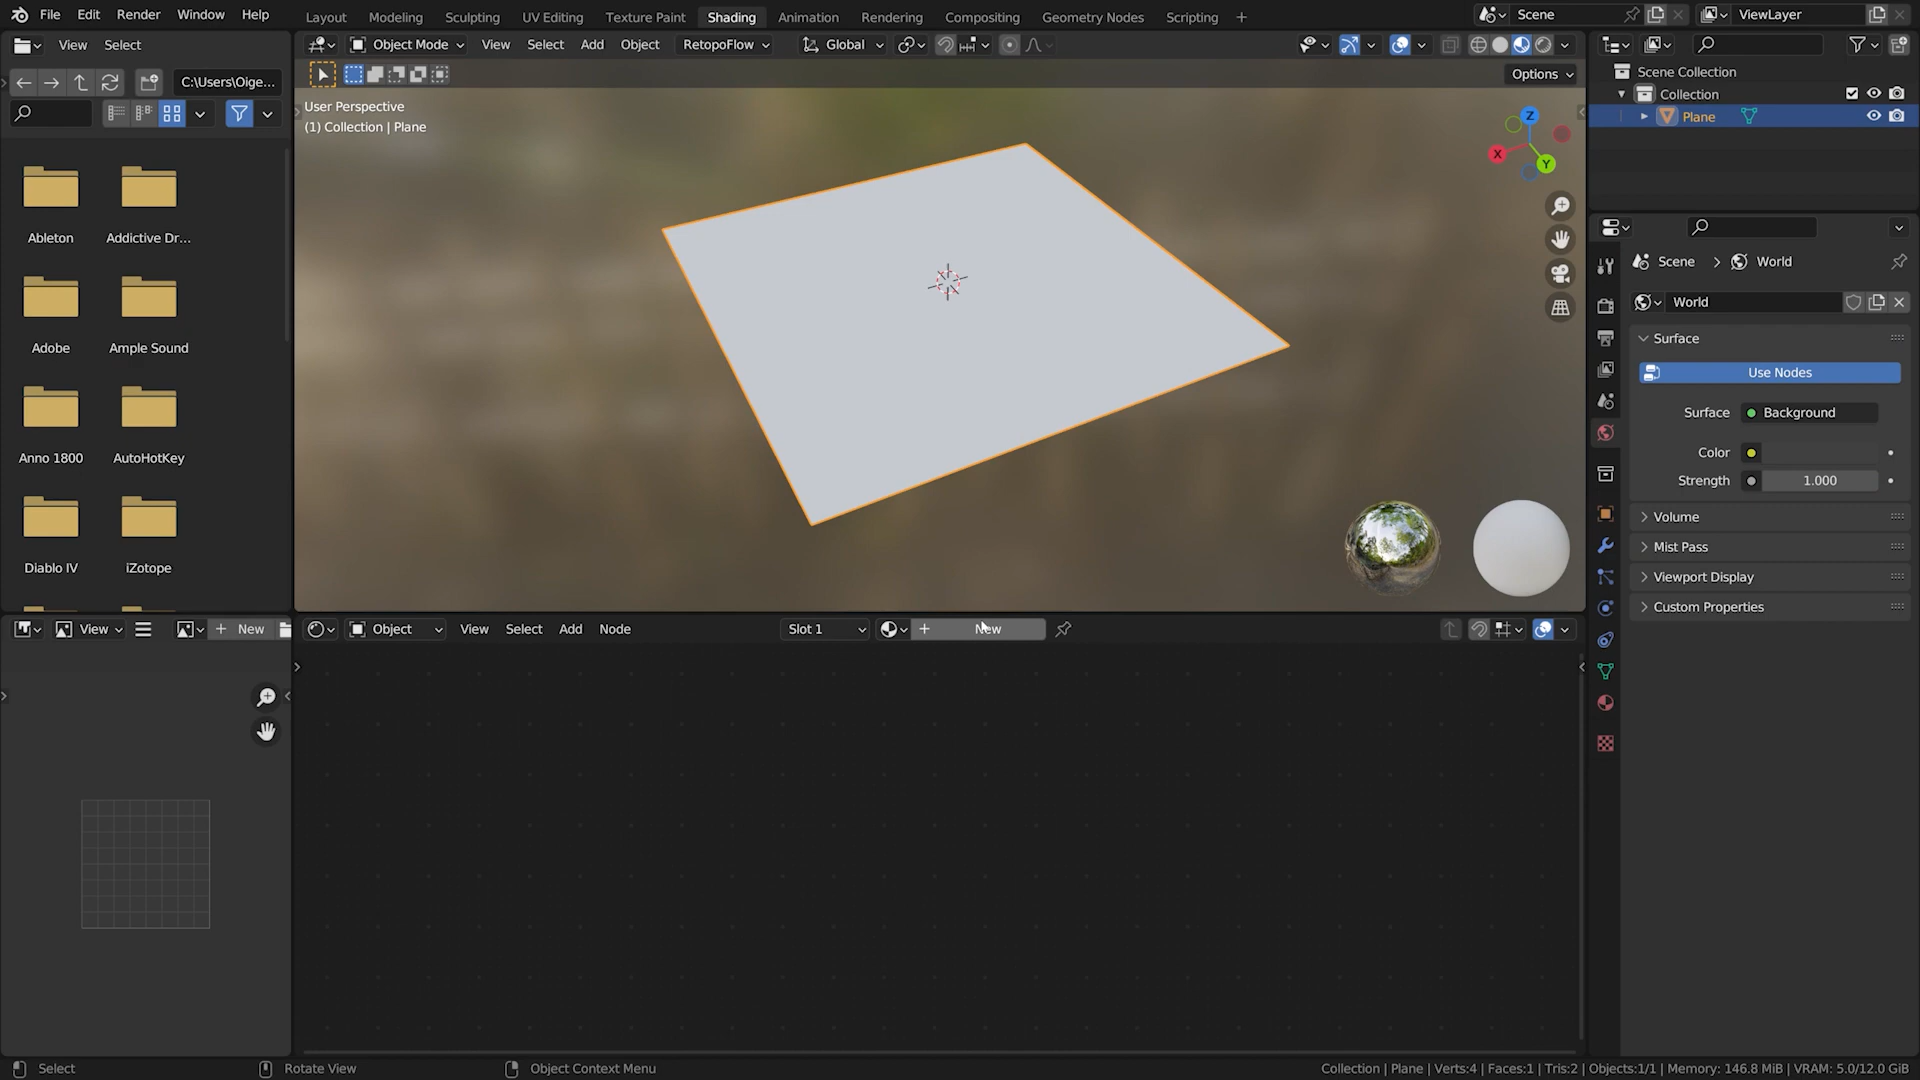 File Edit Render Window Help
Layout Modeling Sculpting UV Editing Texture Paint Shading Animation Rendering Compositing Geometry Nodes Scripting +
Scene
ViewLayer
View Select
Object Mode View Select Add Object RetopoFlow Global
C:\Users\Oige...
Options
User Perspective
(1) Collection | Plane
Z
X
Y
Ableton
Addictive Dr...
Adobe
Ample Sound
Anno 1800
AutoHotKey
Diablo IV
iZotope
Scene Collection
Collection
Plane
Scene > World
World
Surface
Use Nodes
Surface Background
Color
Strength 1.000
Volume
Mist Pass
Viewport Display
Custom Properties
View + New
Object View Select Add Node Slot 1 + New
Select Rotate View Object Context Menu
Collection | Plane | Verts:4 | Faces:1 | Tris:2 | Objects:1/1 | Memory: 146.8 MiB | VRAM: 5.0/12.0 GiB